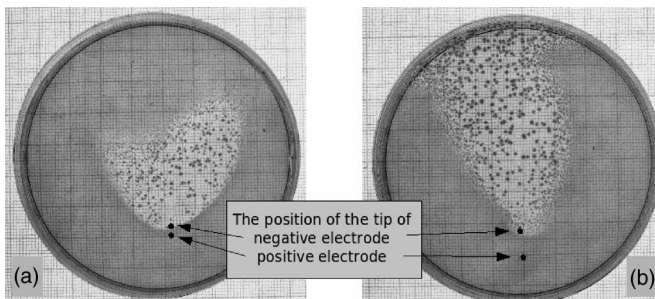 The position of the tip of
negative electrode
positive electrode
(a)
(b)